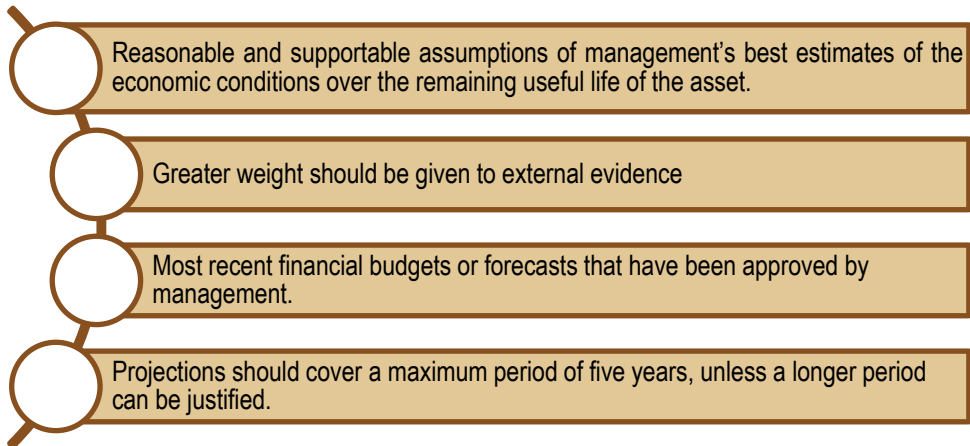 Reasonable and supportable assumptions of management’s best estimates of the
economic conditions over the remaining useful life of the asset.
Greater weight should be given to external evidence
Most recent financial budgets or forecasts that have been approved by
management.
Projections should cover a maximum period of five years, unless a longer period
can be justified.